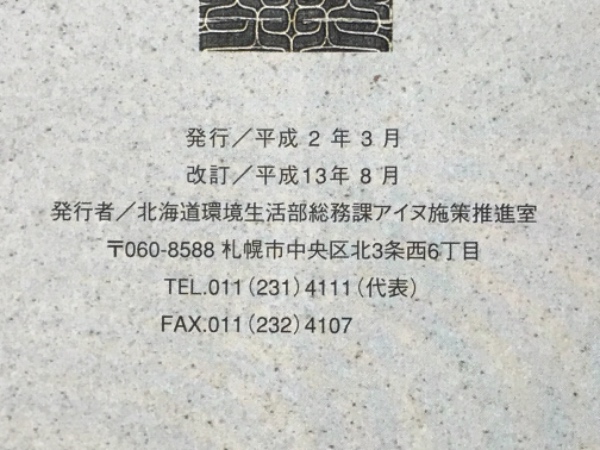 発行／平成 2 年 3 月
改訂／平成13年 8 月
発行者／北海道環境生活部総務課アイヌ施策推進室
〒060-8588 札幌市中央区北3条西6丁目
TEL.011（231）4111（代表）
FAX.011（232）4107